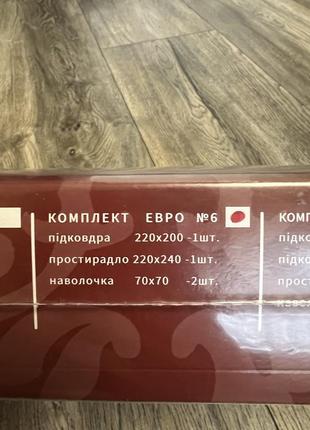 КОМПЛЕКТ ЕВРО №6
підковдра 220х200 -1шт.
простирадло 220х240 -1шт.
наволочка 70х70 -2шт.